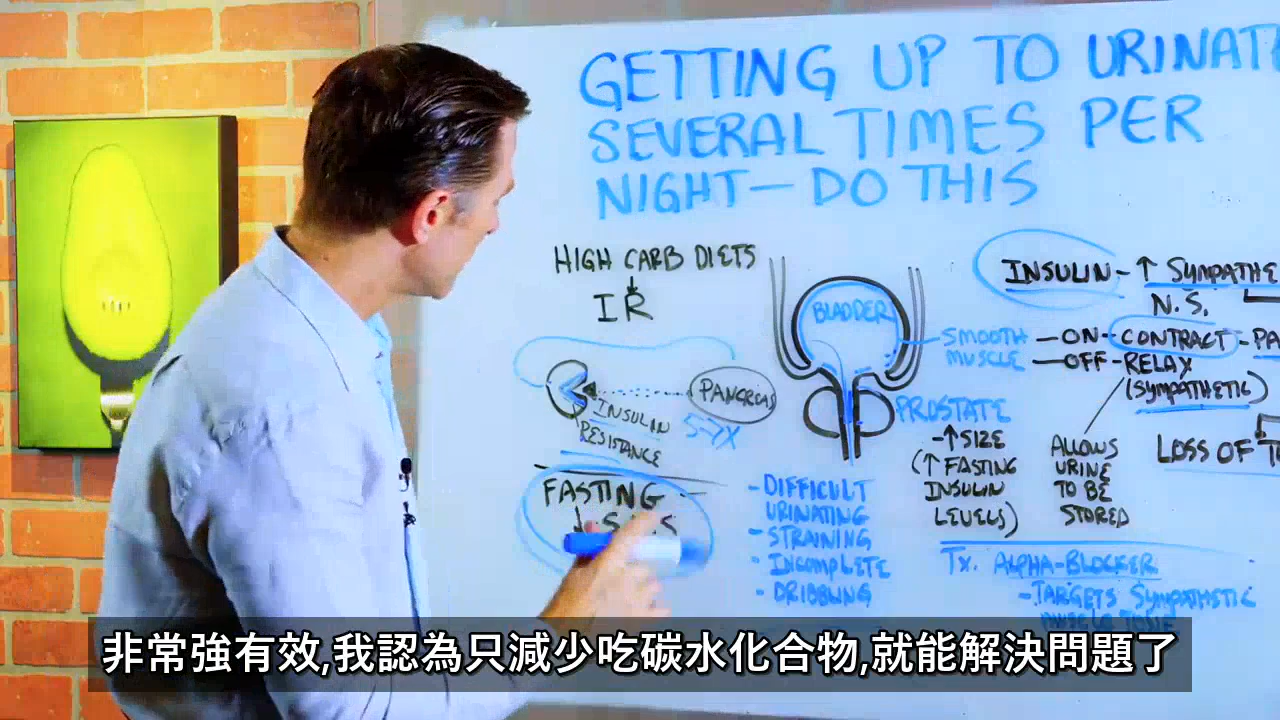 GETTING UP TO URINATE
SEVERAL TIMES PER
NIGHT — DO THIS
HIGH CARB DIETS
IR
PANCREAS
INSULIN
RESISTANCE
5-7X
FASTING
BLADDER
SMOOTH
MUSCLE
PROSTATE
- ↑ SIZE
(↑ FASTING
INSULIN
LEVELS)
- DIFFICULT
URINATING
- STRAINING
- INCOMPLETE
- DRIBBLING
INSULIN - ↑ SYMPATHE
N.S.
— ON - CONTRACT - PA
— OFF - RELAX
(SYMPATHETIC)
ALLOWS
URINE
TO BE
STORED
LOSS OF
TX. ALPHA-BLOCKER
- TARGETS SYMPATHETIC
非常強有效,我認為只減少吃碳水化合物,就能解決問題了